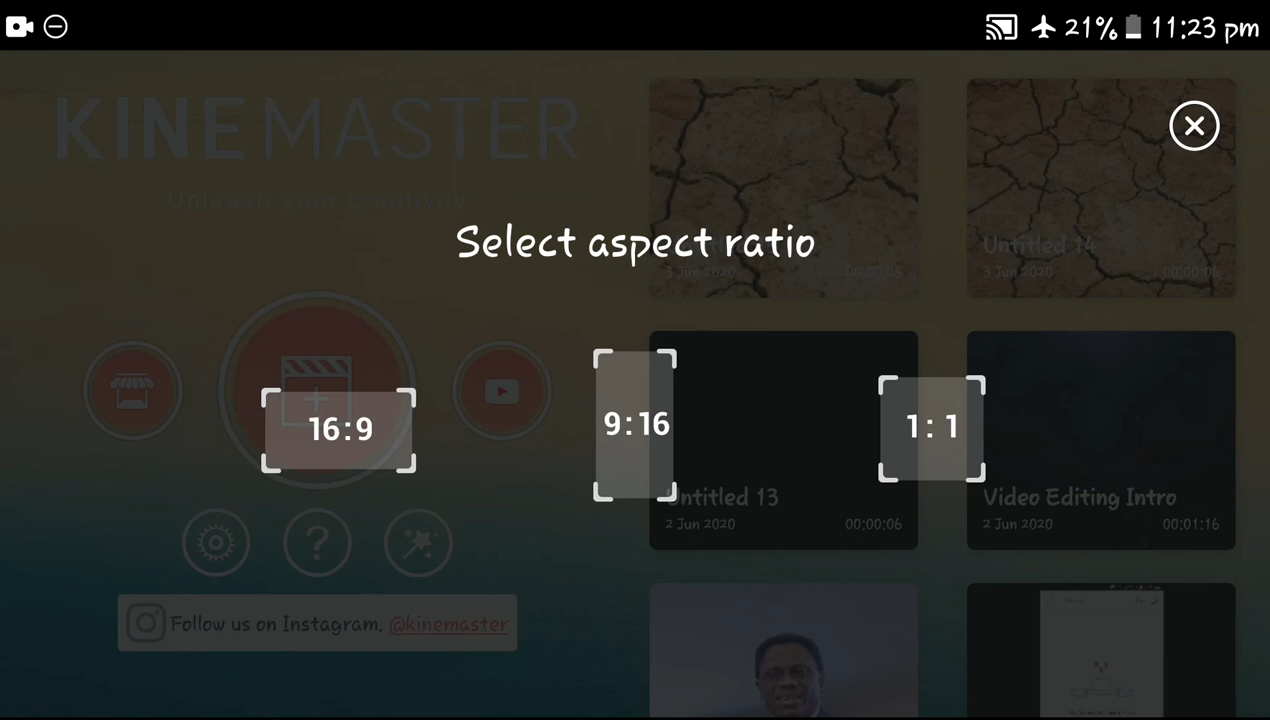 21% 11:23 pm
KINEMASTER
Unleash your creativity
Select aspect ratio
3 Jun 2020 00:00:06
Untitled 14
3 Jun 2020 00:00:06
16:9
9:16
1:1
Untitled 13
2 Jun 2020 00:00:06
Video Editing Intro
2 Jun 2020 00:01:16
?
Follow us on Instagram. @kinemaster